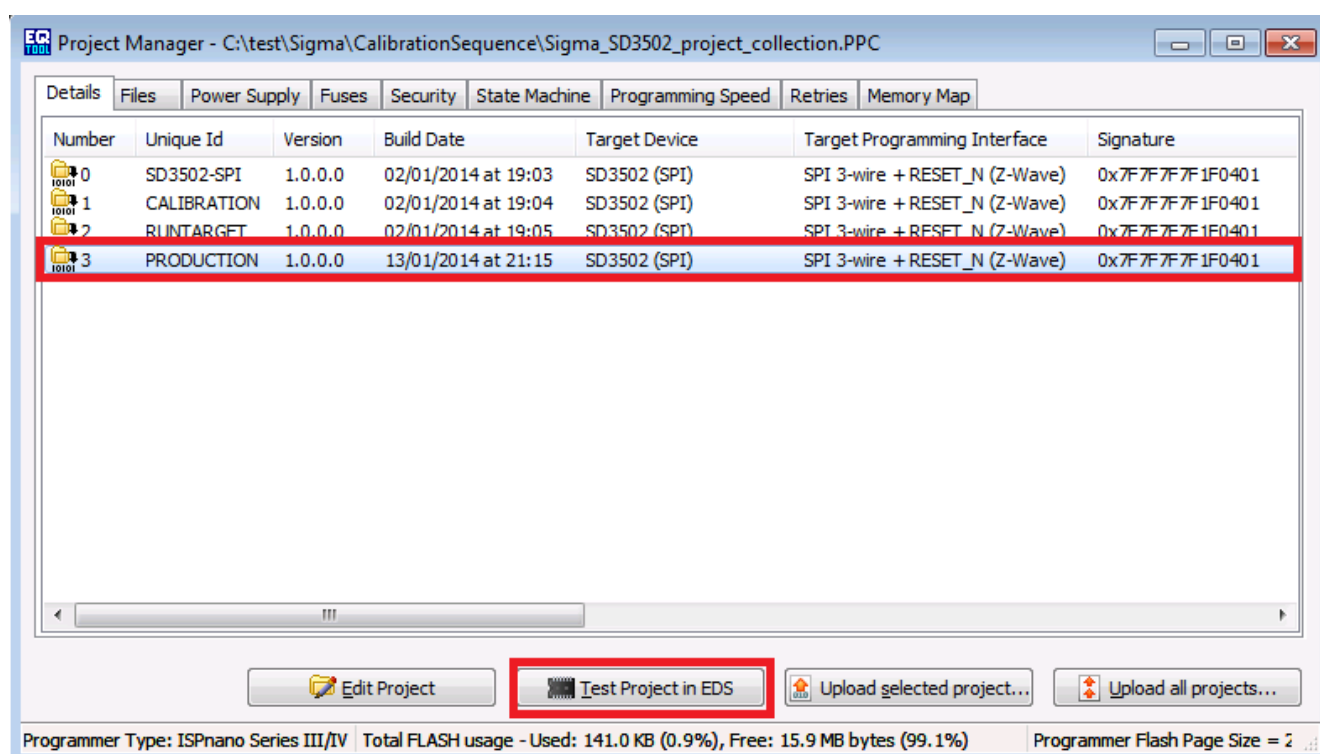 EQ TOOL Project Manager - C:\test\Sigma\CalibrationSequence\Sigma_SD3502_project_collection.PPC
Details Files Power Supply Fuses Security State Machine Programming Speed Retries Memory Map
Number Unique Id Version Build Date Target Device Target Programming Interface Signature
0 SD3502-SPI 1.0.0.0 02/01/2014 at 19:03 SD3502 (SPI) SPI 3-wire + RESET_N (Z-Wave) 0x7F7F7F7F1F0401
1 CALIBRATION 1.0.0.0 02/01/2014 at 19:04 SD3502 (SPI) SPI 3-wire + RESET_N (Z-Wave) 0x7F7F7F7F1F0401
2 RUNTARGET 1.0.0.0 02/01/2014 at 19:05 SD3502 (SPI) SPI 3-wire + RESET_N (Z-Wave) 0x7F7F7F7F1F0401
3 PRODUCTION 1.0.0.0 13/01/2014 at 21:15 SD3502 (SPI) SPI 3-wire + RESET_N (Z-Wave) 0x7F7F7F7F1F0401
Edit Project Test Project in EDS Upload selected project... Upload all projects...
Programmer Type: ISPnano Series III/IV Total FLASH usage - Used: 141.0 KB (0.9%), Free: 15.9 MB bytes (99.1%) Programmer Flash Page Size =